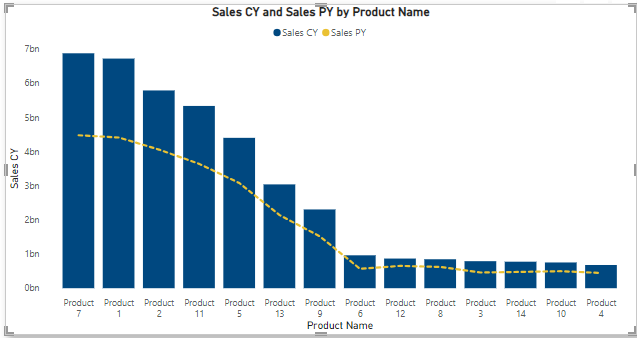 Sales CY and Sales PY by Product Name
Sales CY Sales PY
7bn
6bn
5bn
4bn
3bn
2bn
1bn
0bn
Sales CY
Product Product Product Product Product Product Product Product Product Product Product Product Product Product
7 1 2 11 5 13 9 6 12 8 3 14 10 4
Product Name